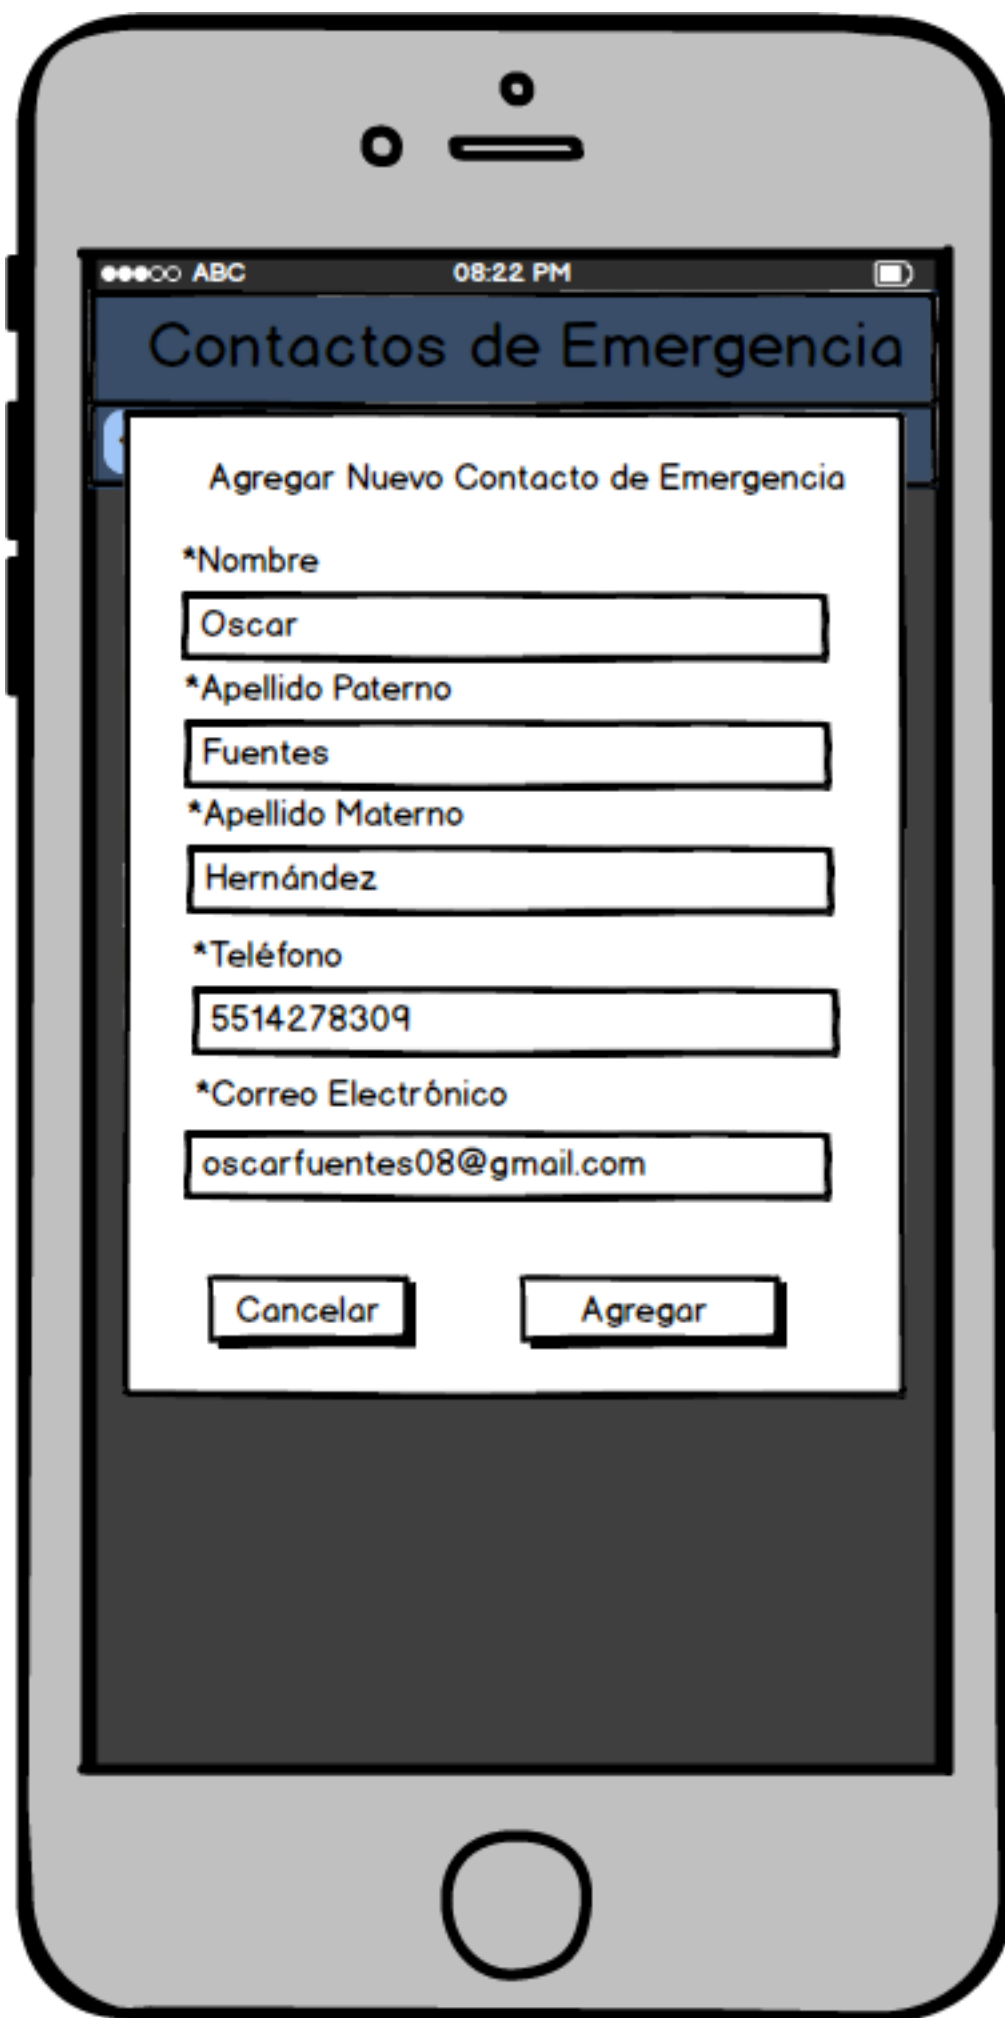 ABC 08:22 PM
Contactos de Emergencia
Agregar Nuevo Contacto de Emergencia
*Nombre
Oscar
*Apellido Paterno
Fuentes
*Apellido Materno
Hernández
*Teléfono
5514278309
*Correo Electrónico
oscarfuentes08@gmail.com
Cancelar Agregar